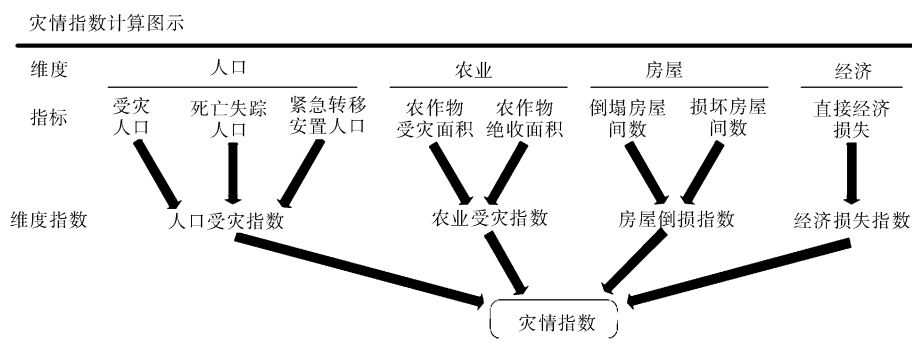 灾情指数计算图示
维度 人口 农业 房屋 经济
指标 受灾人口 死亡失踪人口 紧急转移安置人口 农作物受灾面积 农作物绝收面积 倒塌房屋间数 损坏房屋间数 直接经济损失
维度指数 人口受灾指数 农业受灾指数 房屋倒损指数 经济损失指数
灾情指数